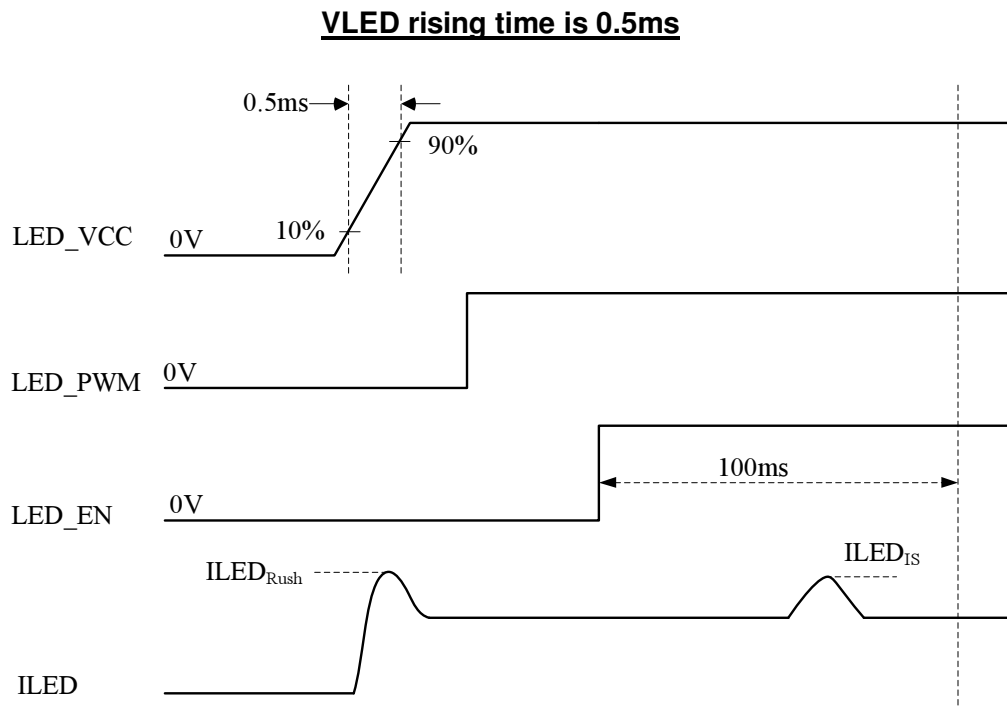 VLED rising time is 0.5ms
0.5ms
90%
10%
LED_VCC
0V
LED_PWM
0V
100ms
LED_EN
0V
ILEDRush
ILEDIS
ILED